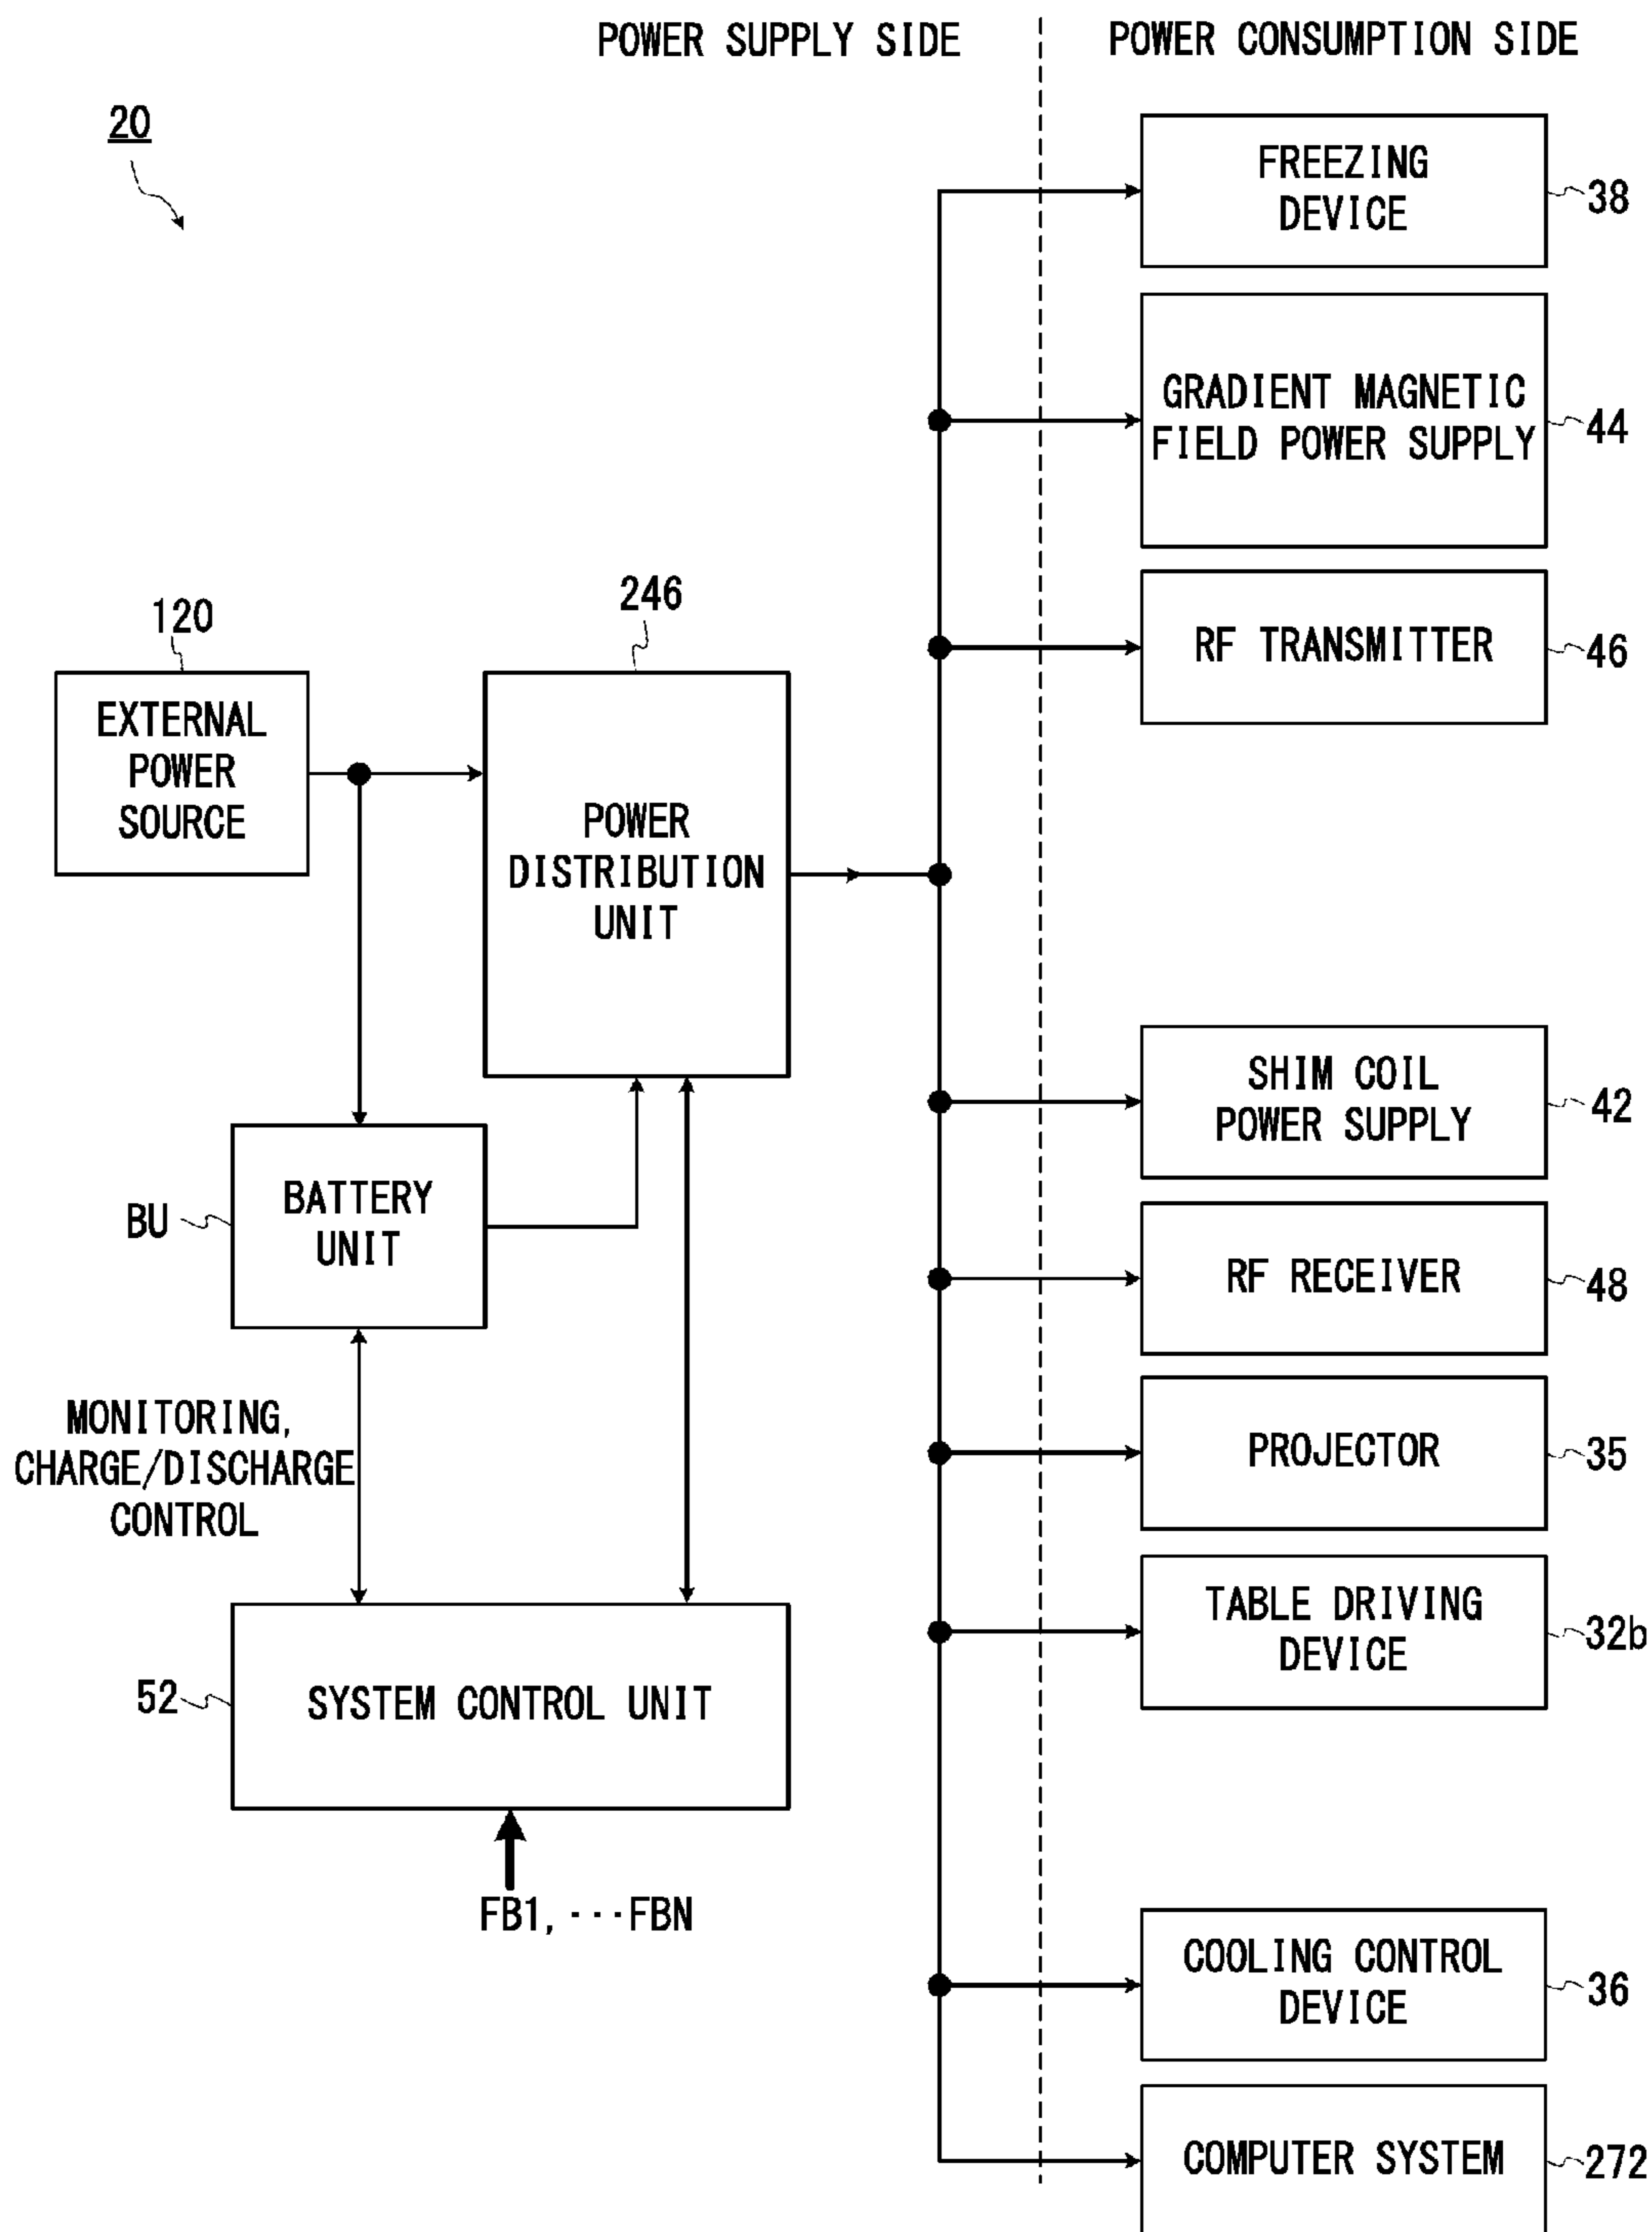 POWER SUPPLY SIDE
POWER CONSUMPTION SIDE
20
FREEZING
DEVICE
38
GRADIENT MAGNETIC
FIELD POWER SUPPLY
44
RF TRANSMITTER
46
120
EXTERNAL
POWER
SOURCE
246
POWER
DISTRIBUTION
UNIT
SHIM COIL
POWER SUPPLY
42
BU
BATTERY
UNIT
RF RECEIVER
48
MONITORING,
CHARGE/DISCHARGE
CONTROL
PROJECTOR
35
TABLE DRIVING
DEVICE
32b
52
SYSTEM CONTROL UNIT
FB1, ···FBN
COOLING CONTROL
DEVICE
36
COMPUTER SYSTEM
272